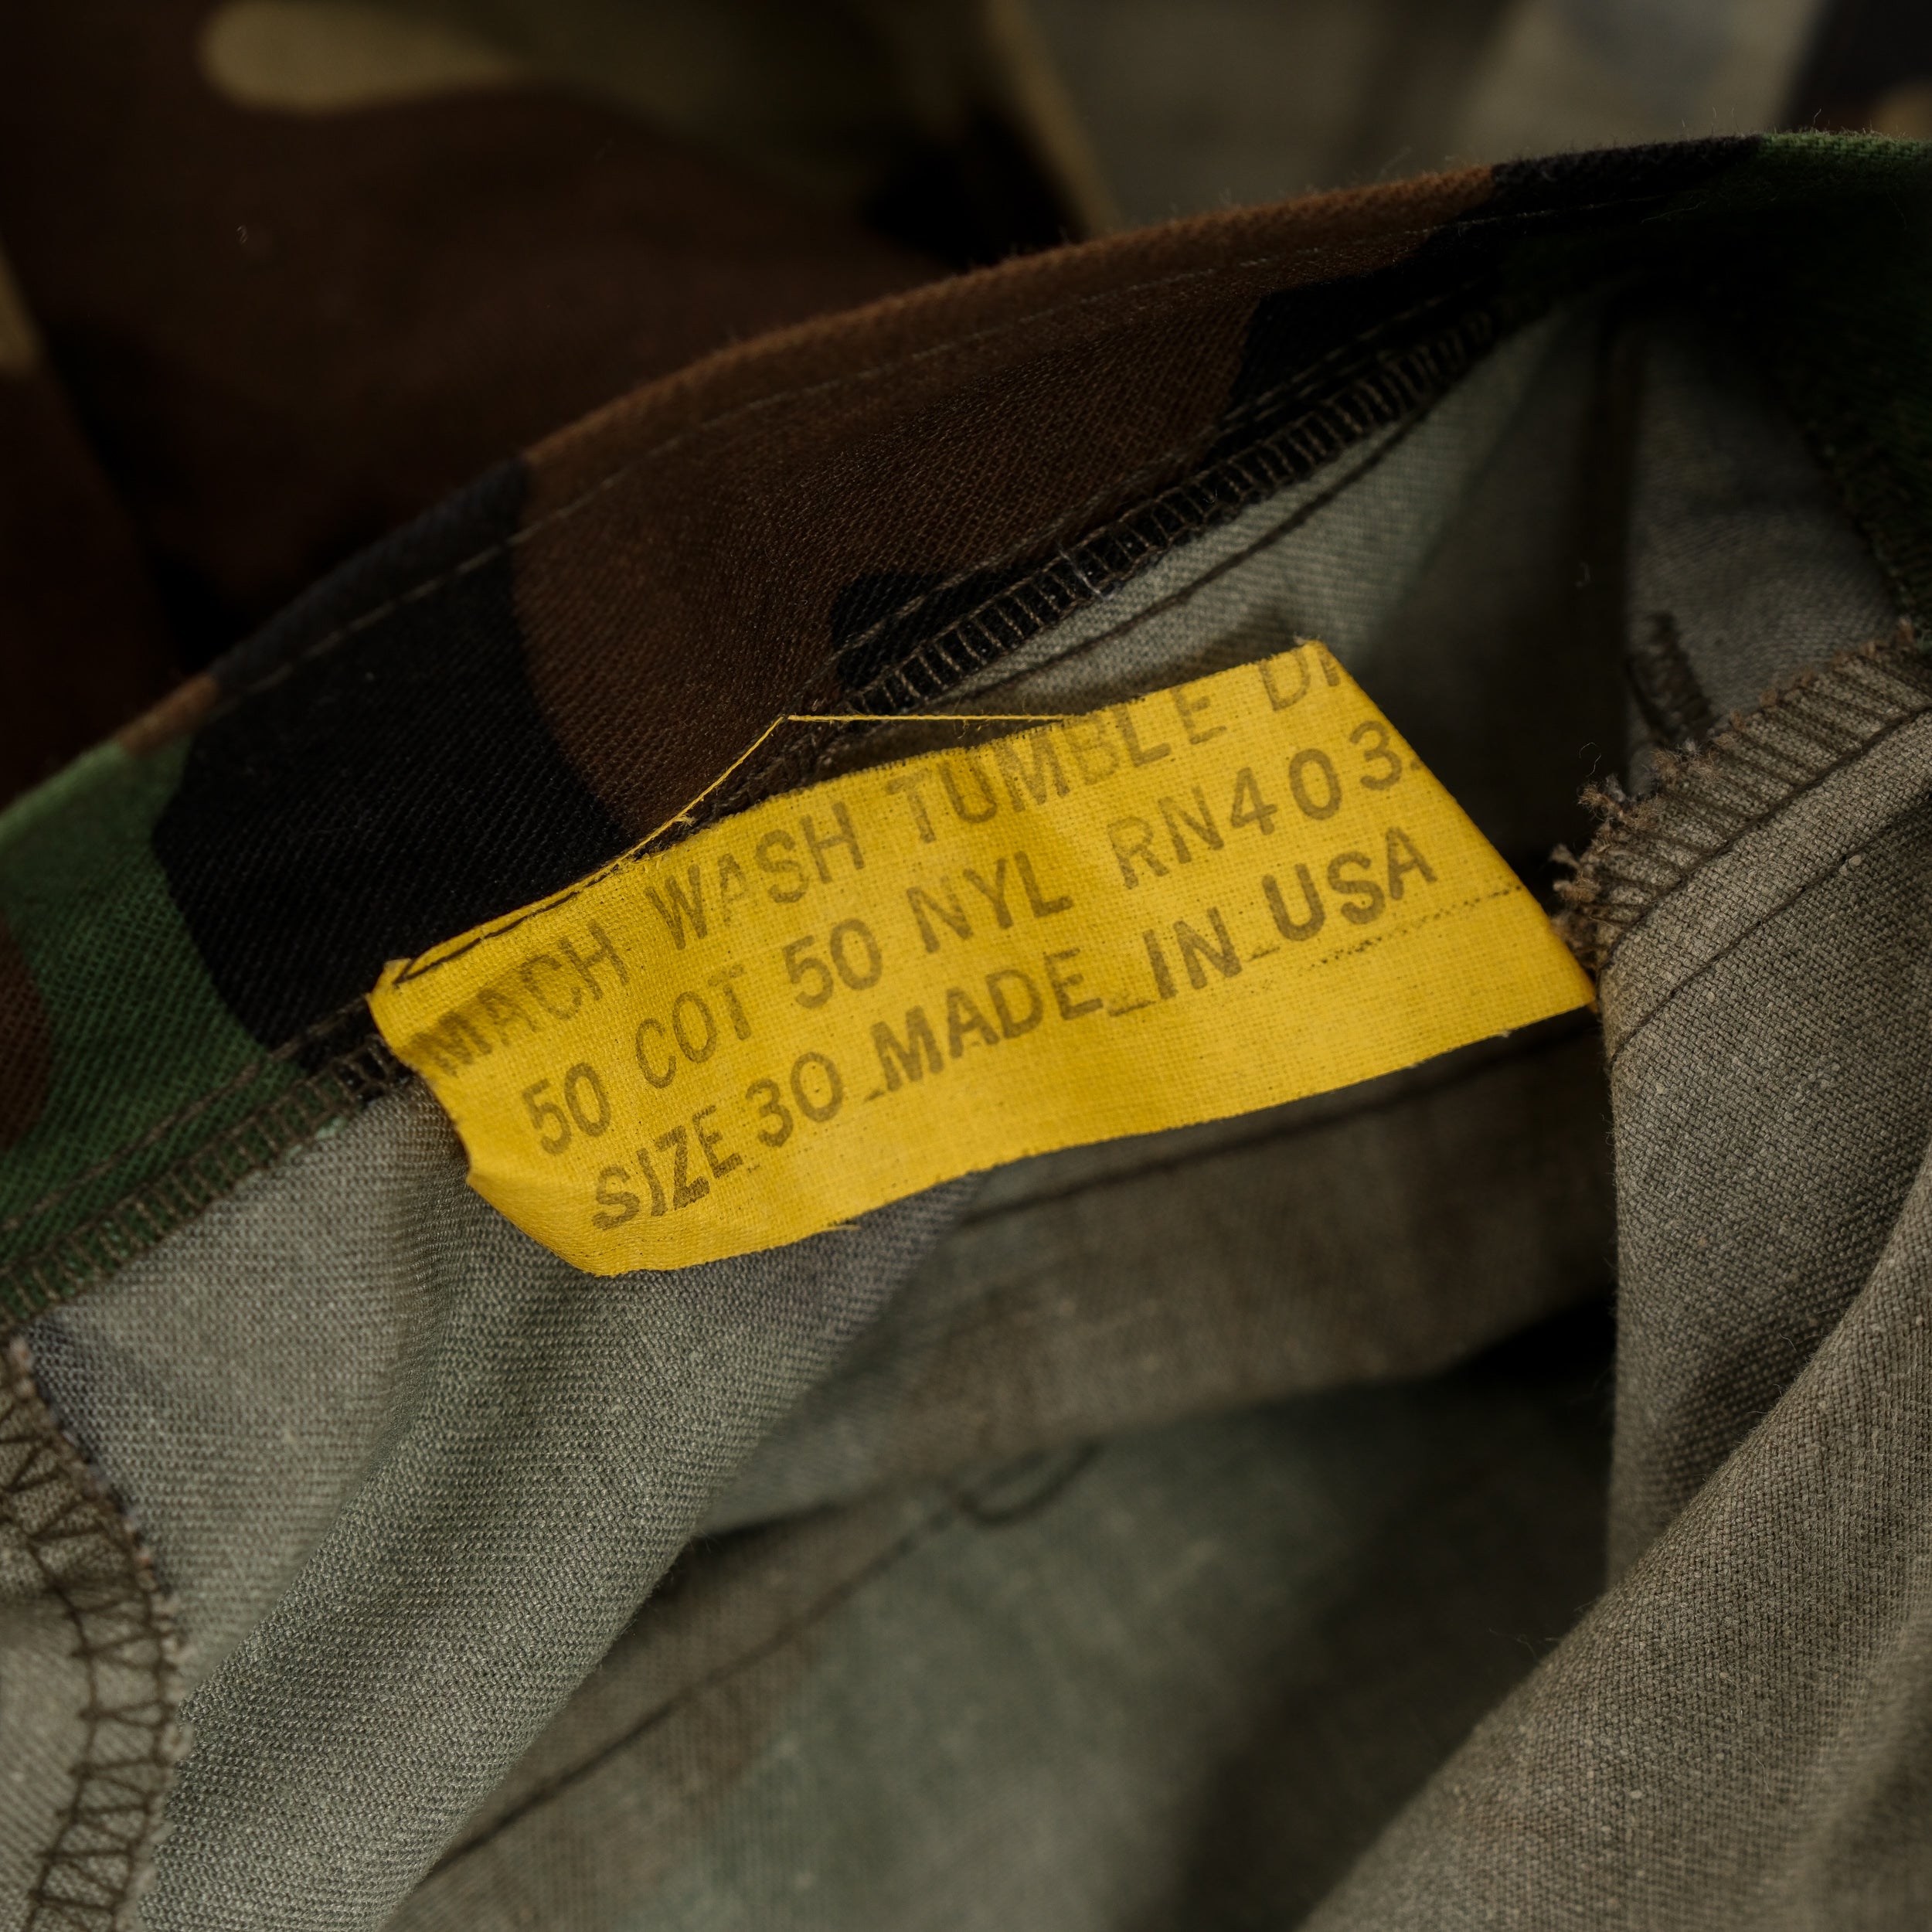 MACH WASH TUMBLE
50 COT 50 NYL RN403
SIZE 30 MADE IN USA